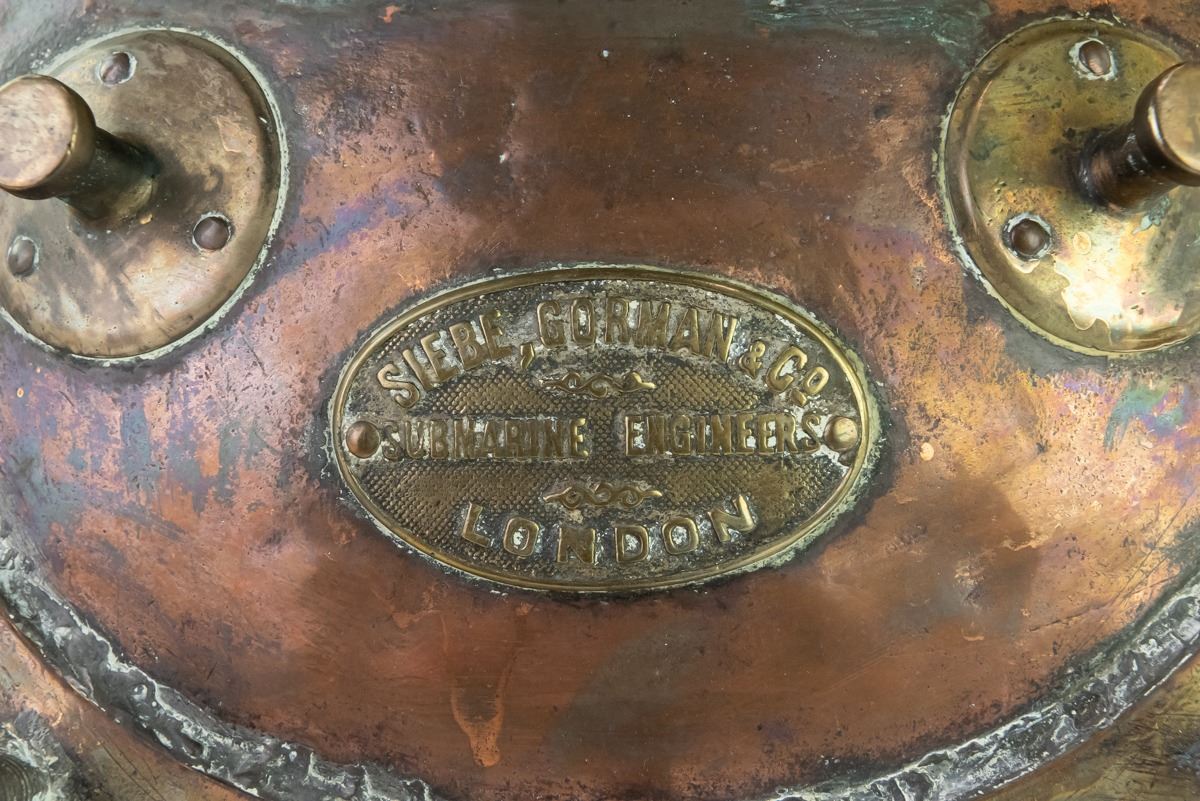 SIEBE, GORMAN & Co.
SUBMARINE ENGINEERS
LONDON